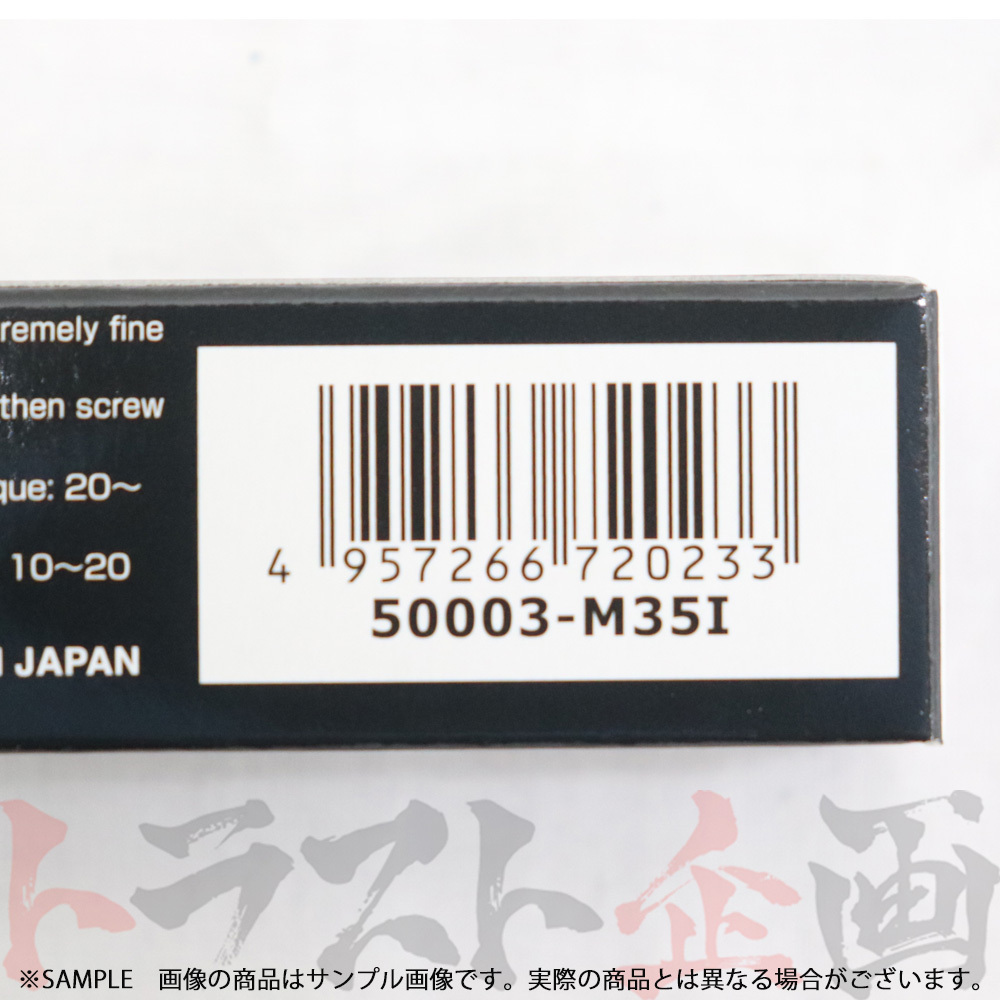 remely fine
then screw
que: 20～
10～20
JAPAN
4 957266 720233
50003-M35I
トラスト企画
※SAMPLE 画像の商品はサンプル画像です。実際の商品とは異なる場合がございます。